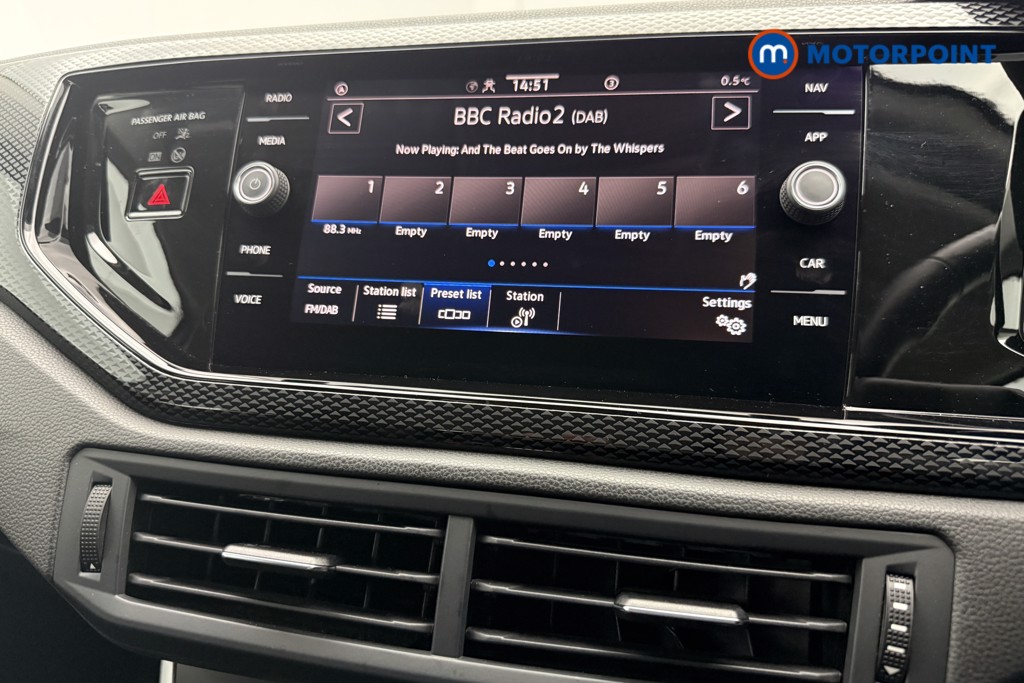 m MOTORPOINT
14:51
0.5°C
RADIO
NAV
BBC Radio2 (DAB)
PASSENGER AIR BAG
OFF
MEDIA
APP
Now Playing: And The Beat Goes On by The Whispers
ON
1 2 3 4 5 6
88.3 MHz Empty Empty Empty Empty Empty
PHONE
CAR
Source Station list Preset list Station Settings
FM/DAB
VOICE
MENU